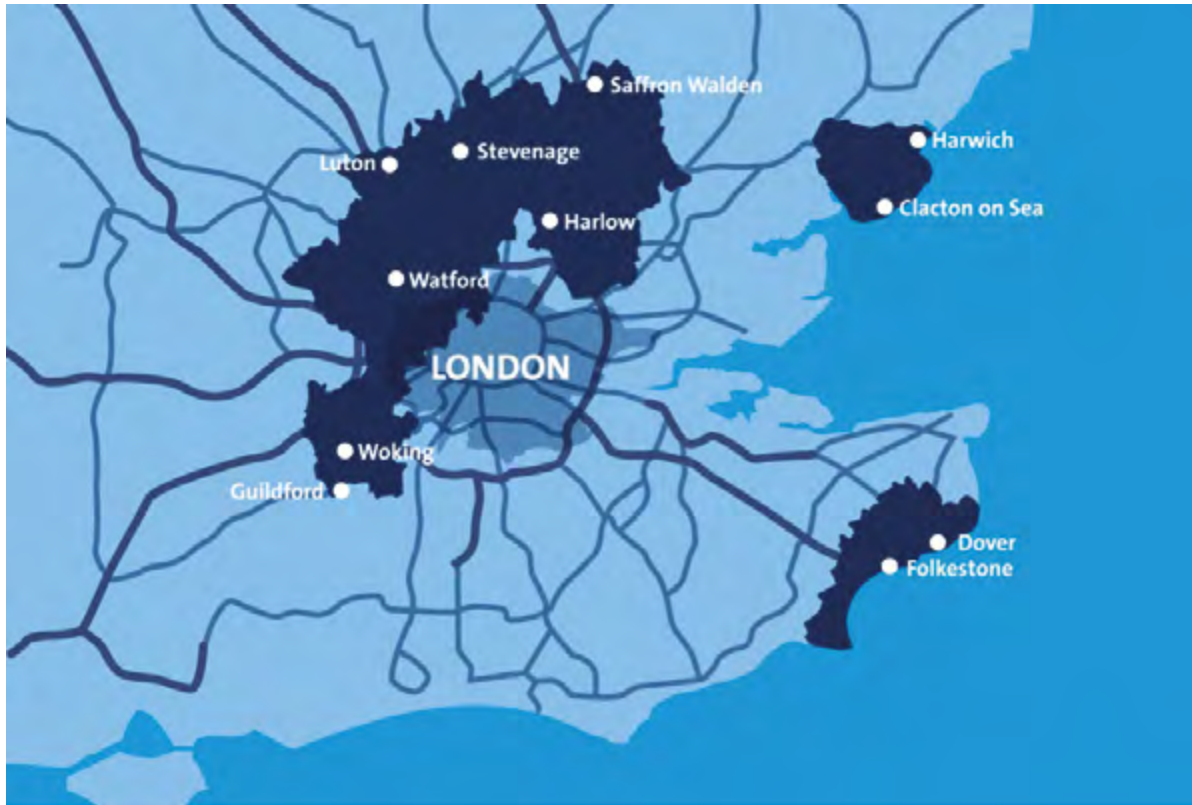 Saffron Walden
Harwich
Stevenage
Luton
Clacton on Sea
Harlow
Watford
LONDON
Woking
Guildford
Dover
Folkestone